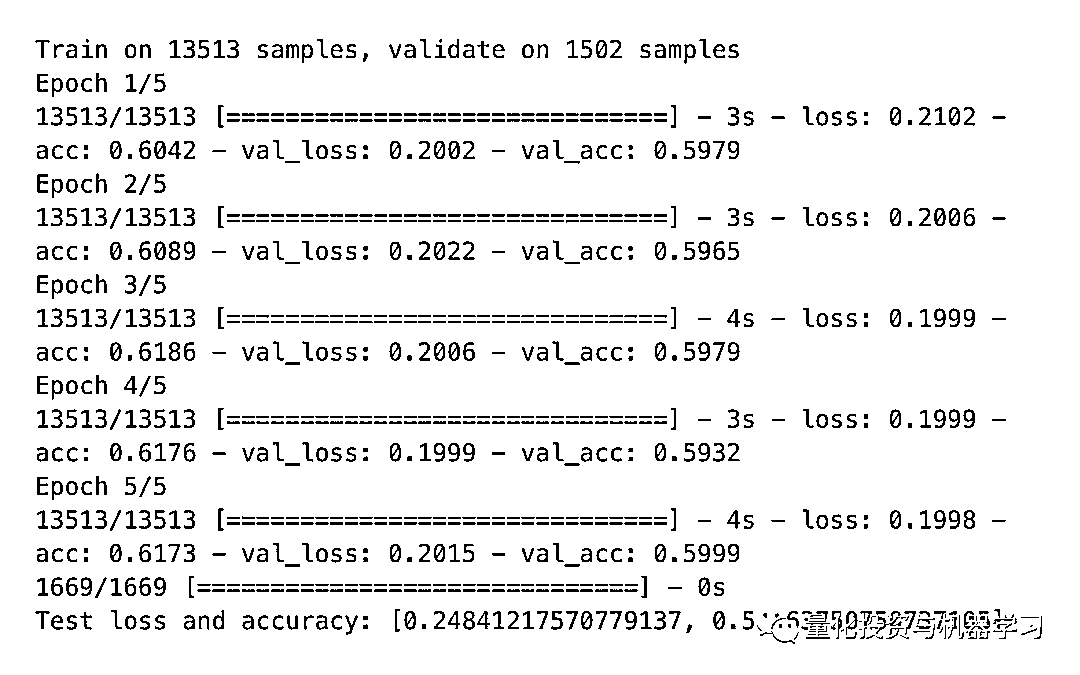 Train on 13513 samples, validate on 1502 samples
Epoch 1/5
13513/13513 [==============================] - 3s - loss: 0.2102 -
acc: 0.6042 - val_loss: 0.2002 - val_acc: 0.5979
Epoch 2/5
13513/13513 [==============================] - 3s - loss: 0.2006 -
acc: 0.6089 - val_loss: 0.2022 - val_acc: 0.5965
Epoch 3/5
13513/13513 [==============================] - 4s - loss: 0.1999 -
acc: 0.6186 - val_loss: 0.2006 - val_acc: 0.5979
Epoch 4/5
13513/13513 [==============================] - 3s - loss: 0.1999 -
acc: 0.6176 - val_loss: 0.1999 - val_acc: 0.5932
Epoch 5/5
13513/13513 [==============================] - 4s - loss: 0.1998 -
acc: 0.6173 - val_loss: 0.2015 - val_acc: 0.5999
1669/1669 [==============================] - 0s
Test loss and accuracy: [0.24841217570779137,
量化投资与机器学习